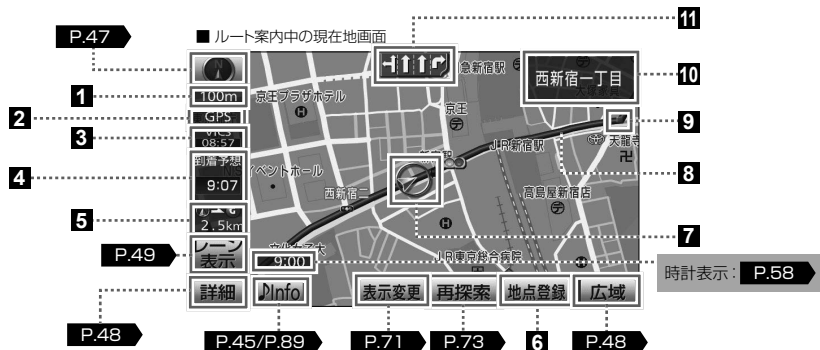 P.47
■ ルート案内中の現在地画面
11
急新宿駅
西新宿一丁目
10
1
100m
京王プラザホテル
2
GPS
京王
9
3
VICS
08:57
J.R新宿駅
天龍寺
8
到着予想
4
9:07
イベントホール
西新宿二
高島屋新宿店
5
2.5km
7
P.49
レーン
表示
文化女子大
9:00
J.R東京総合病院
時計表示： P.58
詳細
♪Info
表示変更
再探索
地点登録
広域
P.48
P.45/P.89
P.71
P.73
6
P.48